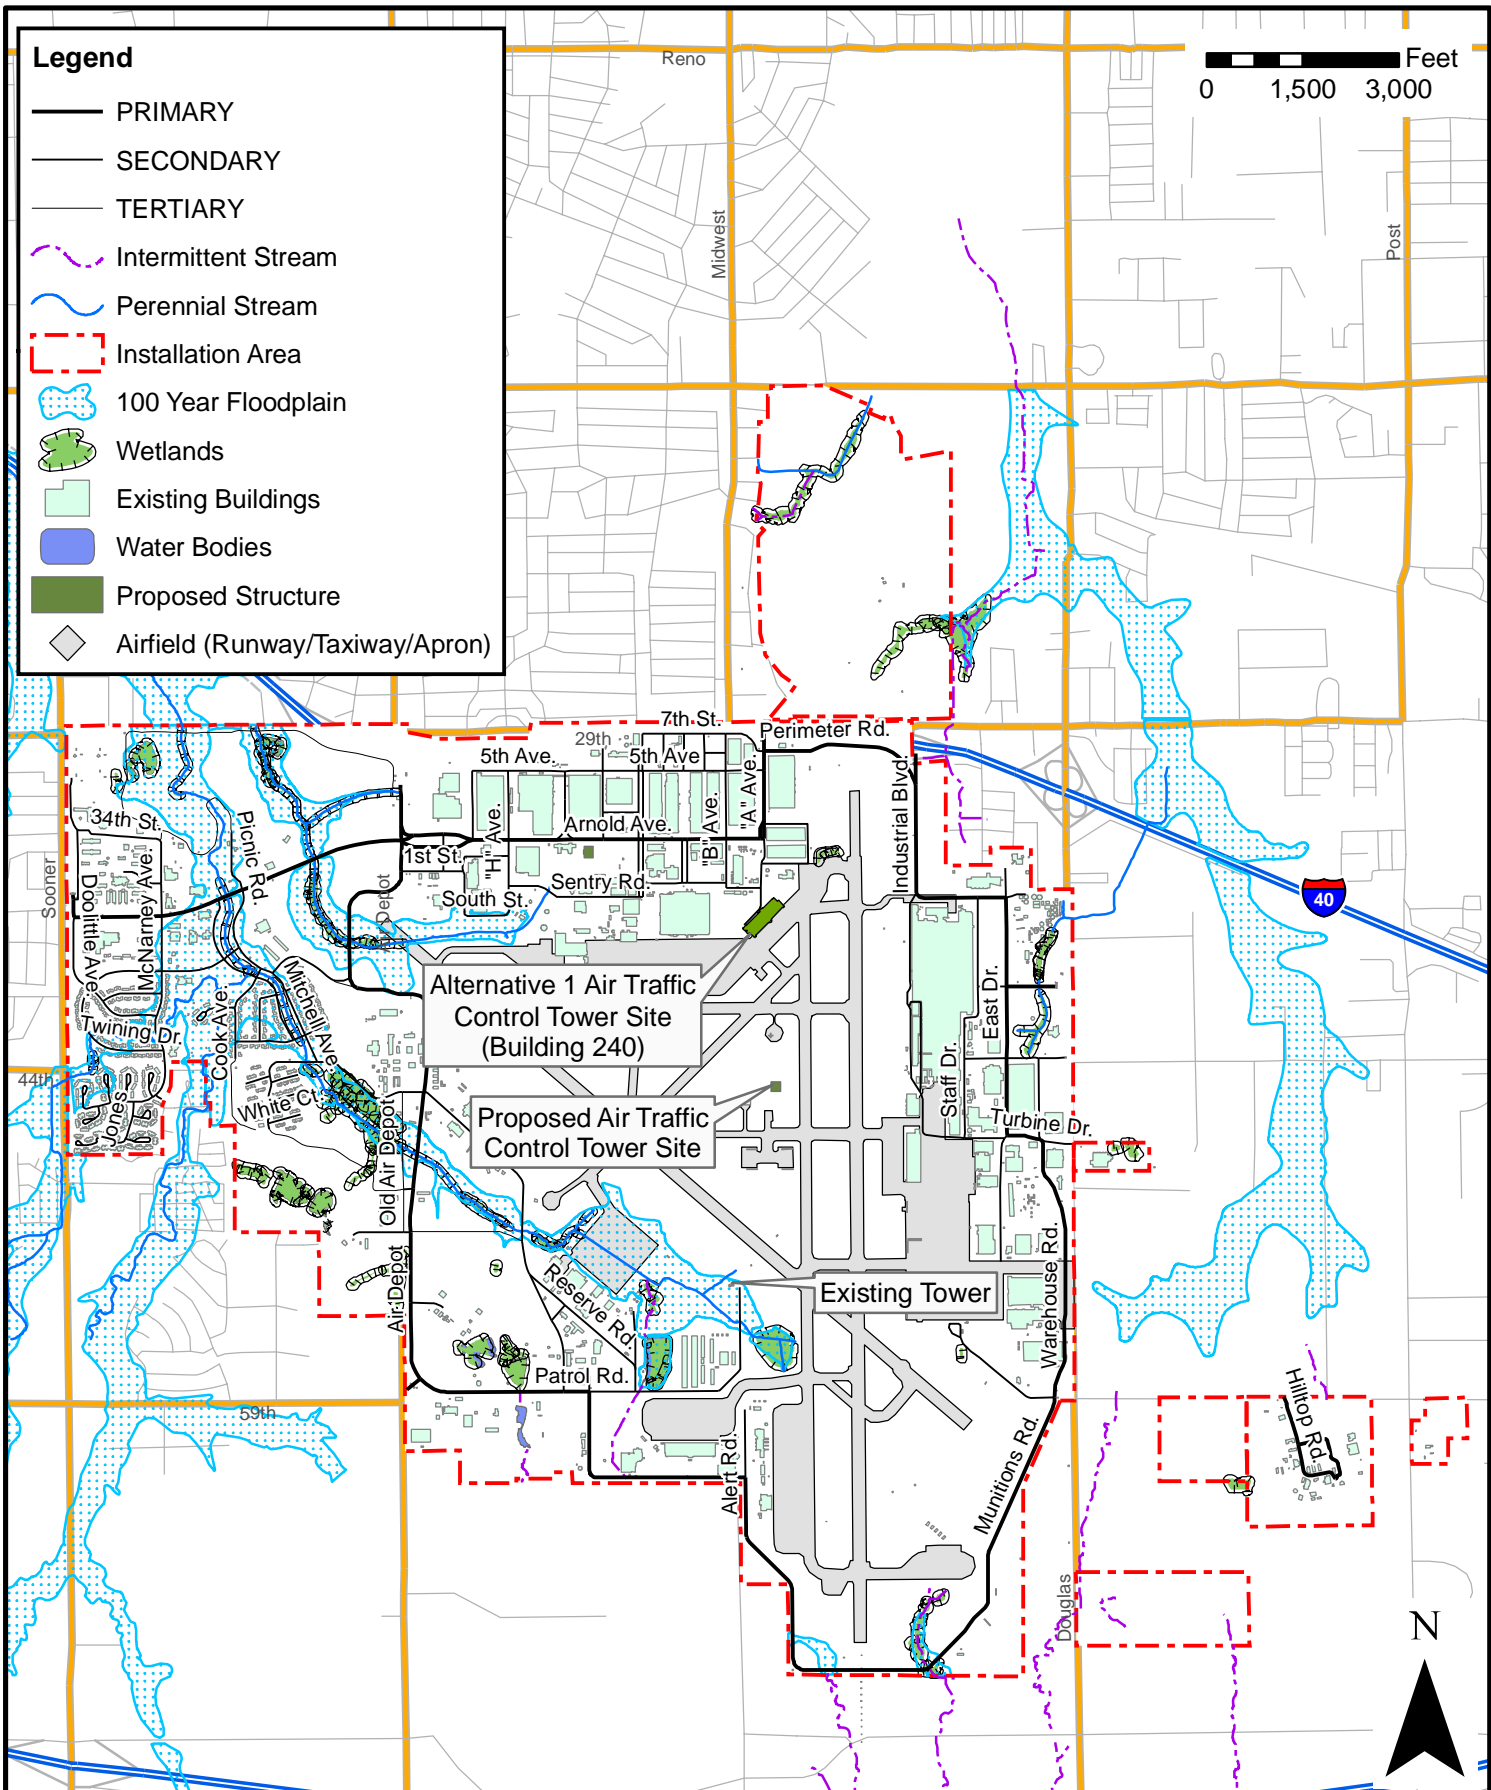 Legend
PRIMARY
SECONDARY
TERTIARY
Intermittent Stream
Perennial Stream
Installation Area
100 Year Floodplain
Wetlands
Existing Buildings
Water Bodies
Proposed Structure
Airfield (Runway/Taxiway/Apron)
Feet
0 1,500 3,000
Reno
Midwest
Post
7th St.
29th
Perimeter Rd.
5th Ave.
5th Ave
"A" Ave.
"B" Ave.
"H" Ave.
Industrial Blvd.
Arnold Ave.
34th St.
Picnic Rd.
1st St.
Sentry Rd.
South St.
Sooner
Doolittle Ave.
McNarney Ave.
Air Depot
40
Mitchell Ave.
Cook Ave.
Twining Dr.
Alternative 1 Air Traffic
Control Tower Site
(Building 240)
East Dr.
Staff Dr.
44th
Jones
White Ct.
Proposed Air Traffic
Control Tower Site
Turbine Dr.
Old Air Depot
Air Depot
Reserve Rd.
Existing Tower
Warehouse Rd.
Patrol Rd.
59th
Hilltop Rd.
Alert Rd.
Munitions Rd.
Douglas
N